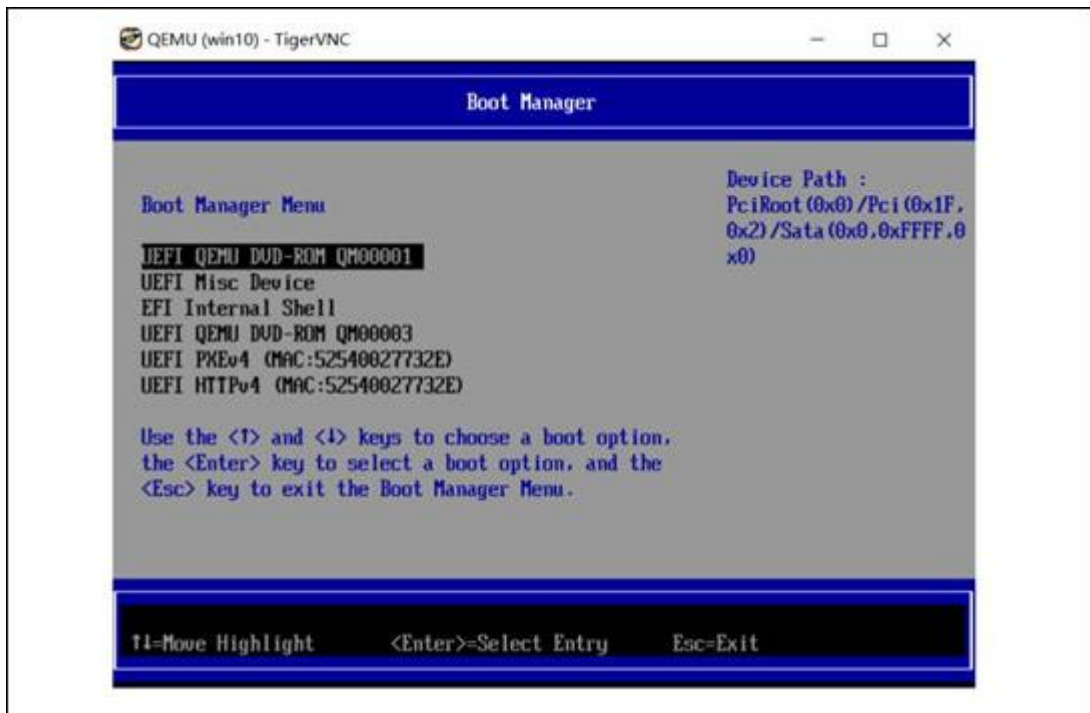 QEMU (win10) - TigerVNC
Boot Manager
Boot Manager Menu
UEFI QEMU DVD-ROM QM00001
UEFI Misc Device
EFI Internal Shell
UEFI QEMU DVD-ROM QM00003
UEFI PXEv4 (MAC:52540027732E)
UEFI HTTPv4 (MAC:52540027732E)
Use the <↑> and <↓> keys to choose a boot option,
the <Enter> key to select a boot option, and the
<Esc> key to exit the Boot Manager Menu.
Device Path :
PciRoot(0x0)/Pci(0x1F,
0x2)/Sata(0x0,0xFFFF,0
x0)
↑↓=Move Highlight <Enter>=Select Entry Esc=Exit